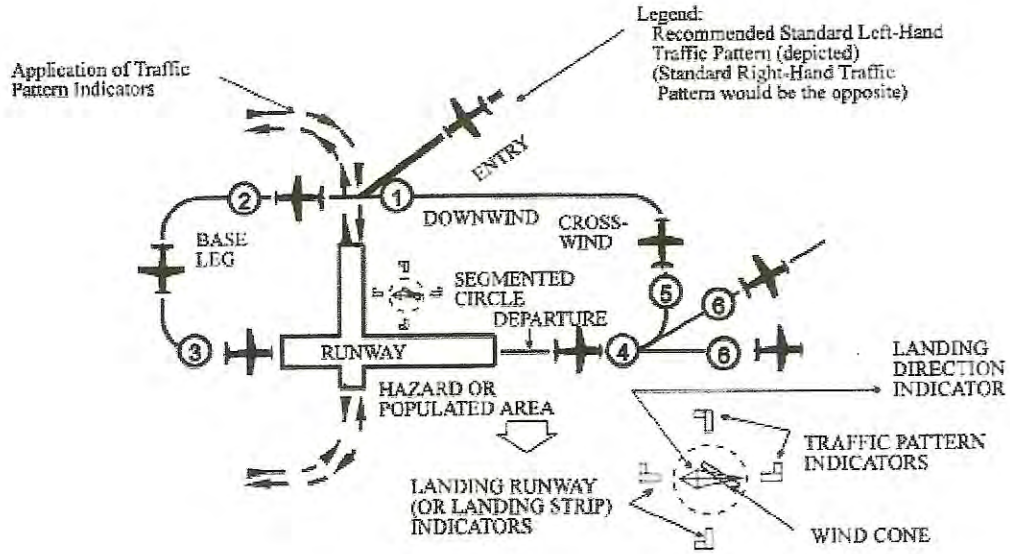 Legend:
Recommended Standard Left-Hand
Traffic Pattern (depicted)
(Standard Right-Hand Traffic
Pattern would be the opposite)
Application of Traffic
Pattern Indicators
ENTRY
2
1
DOWNWIND
CROSS-
WIND
BASE
LEG
SEGMENTED
CIRCLE
5
6
DEPARTURE
3
RUNWAY
4
6
LANDING
DIRECTION
INDICATOR
HAZARD OR
POPULATED AREA
TRAFFIC PATTERN
INDICATORS
LANDING RUNWAY
(OR LANDING STRIP)
INDICATORS
WIND CONE